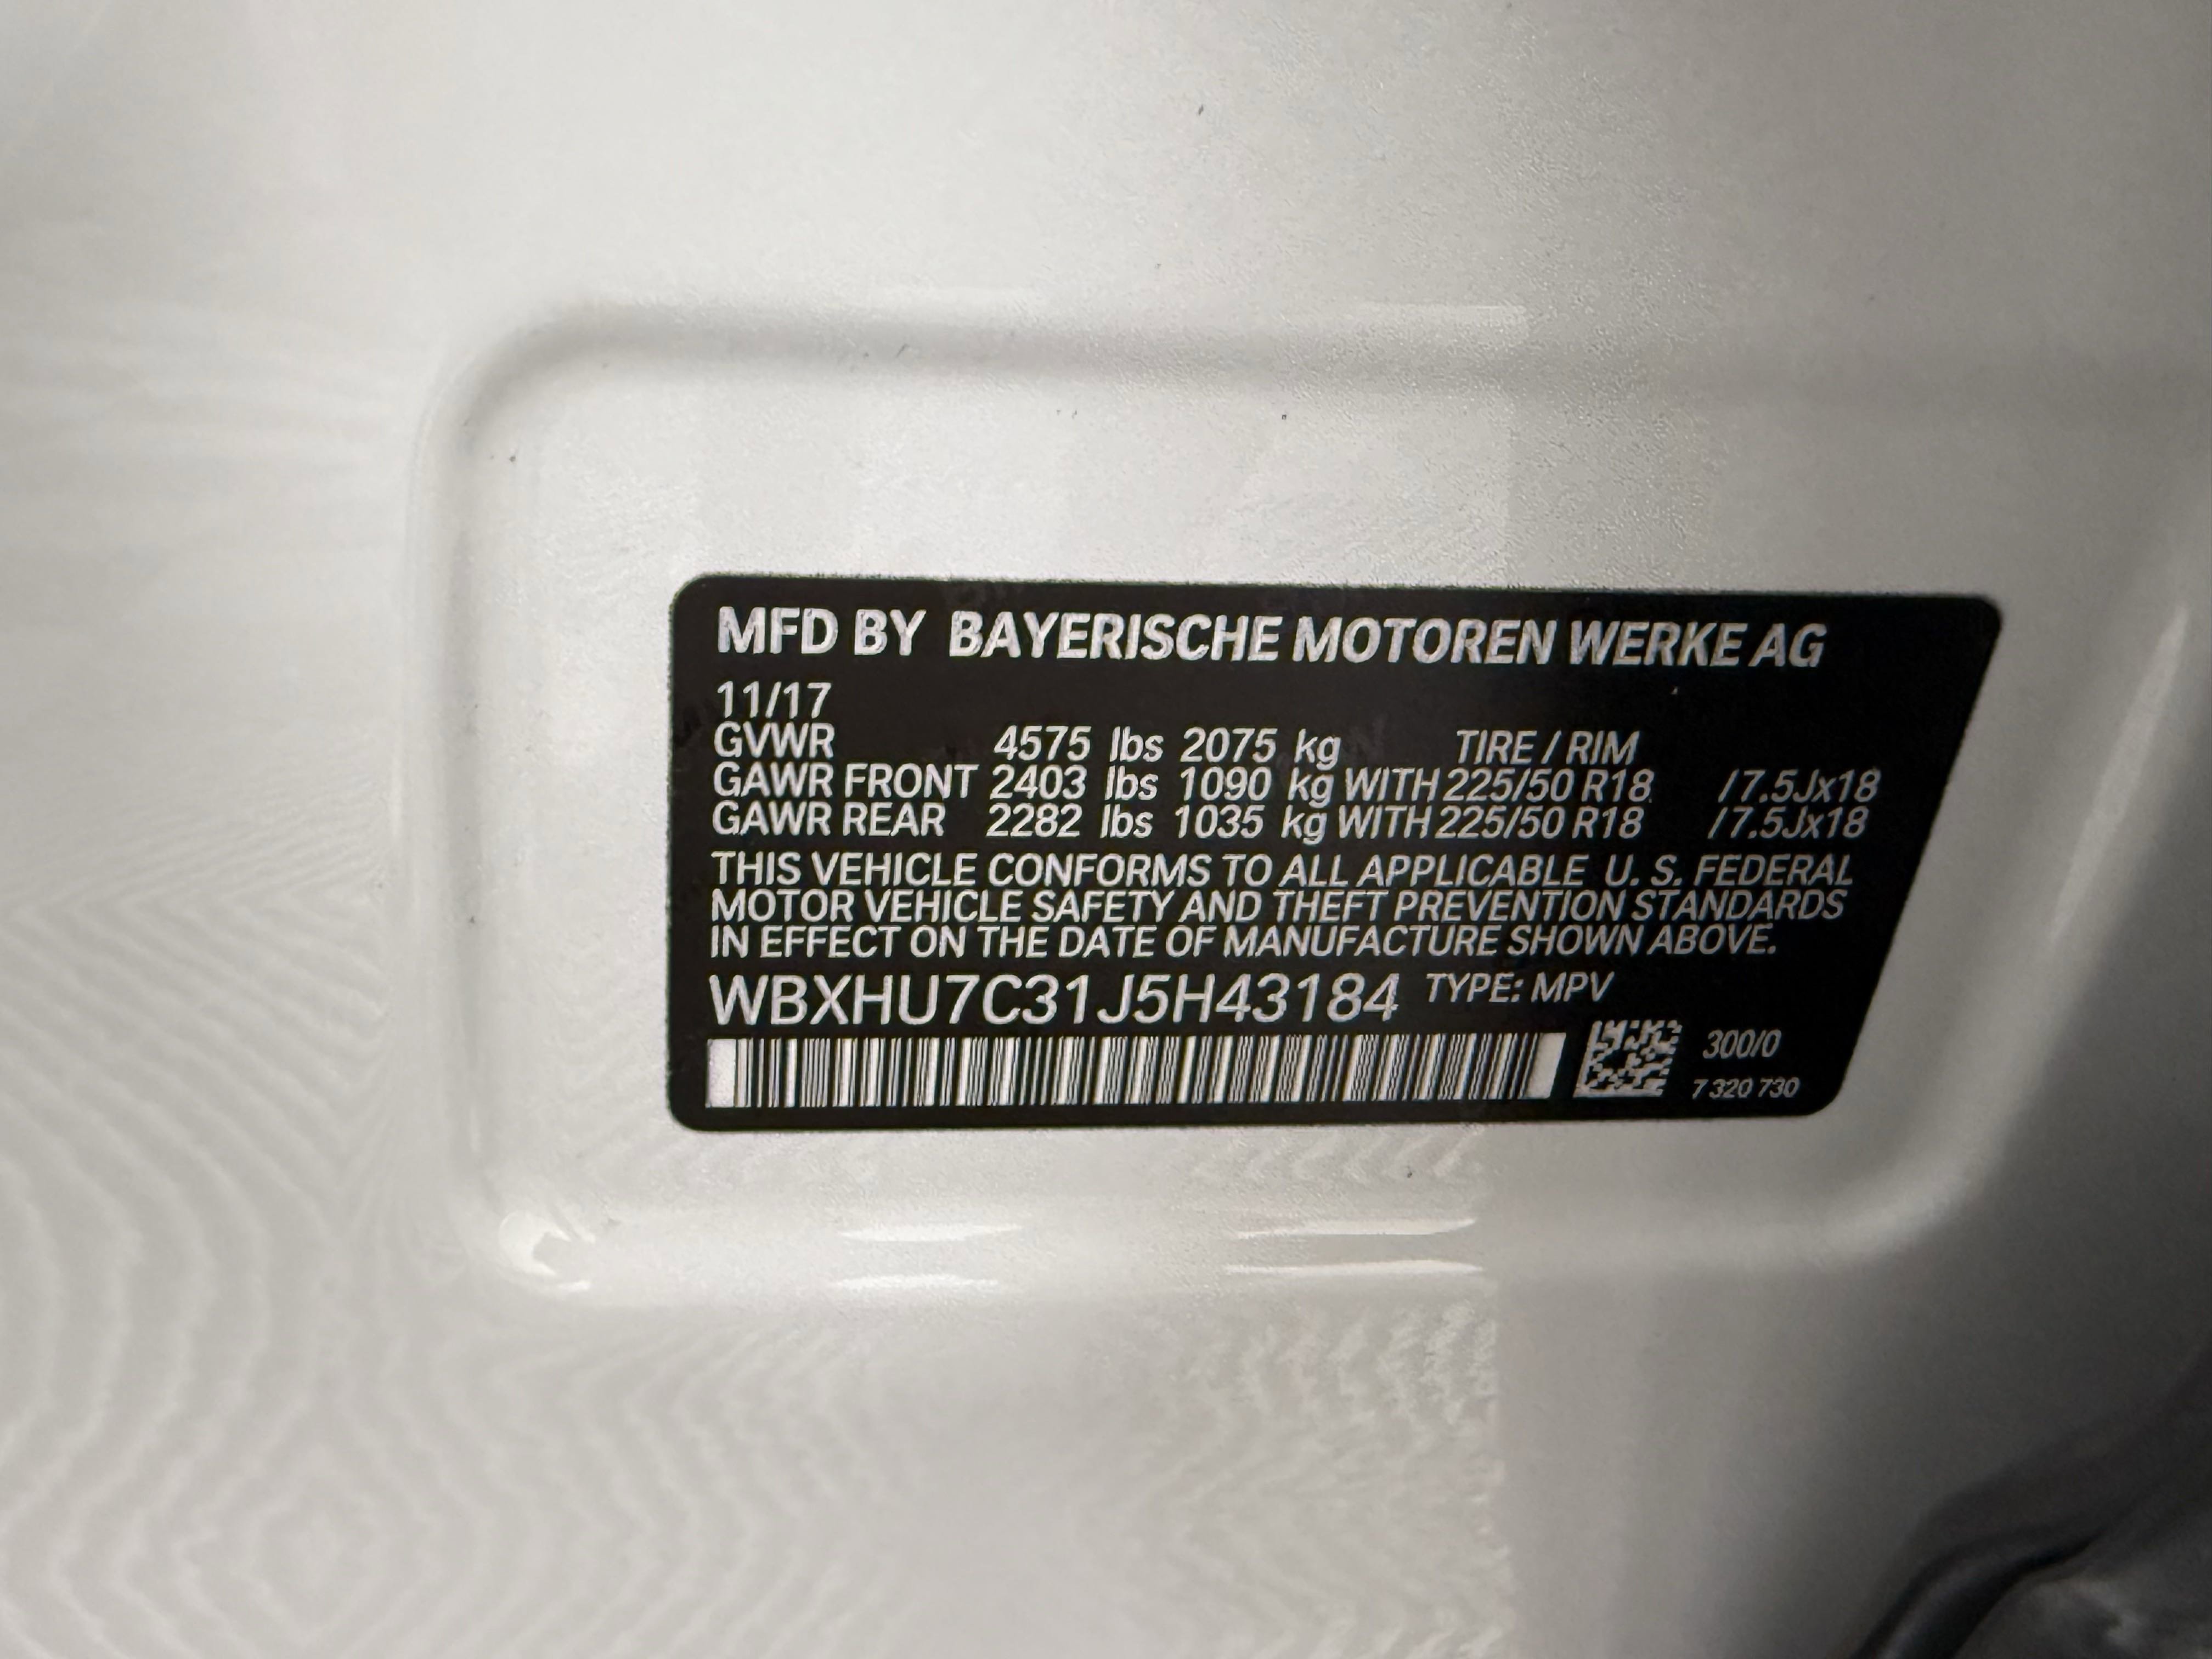 MFD BY BAYERISCHE MOTOREN WERKE AG
11/17
GVWR 4575 lbs 2075 kg TIRE / RIM
GAWR FRONT 2403 lbs 1090 kg WITH 225/50 R18 /7.5Jx18
GAWR REAR 2282 lbs 1035 kg WITH 225/50 R18 /7.5Jx18
THIS VEHICLE CONFORMS TO ALL APPLICABLE U. S. FEDERAL
MOTOR VEHICLE SAFETY AND THEFT PREVENTION STANDARDS
IN EFFECT ON THE DATE OF MANUFACTURE SHOWN ABOVE.
WBXHU7C31J5H43184 TYPE: MPV
300/0
7 320 730